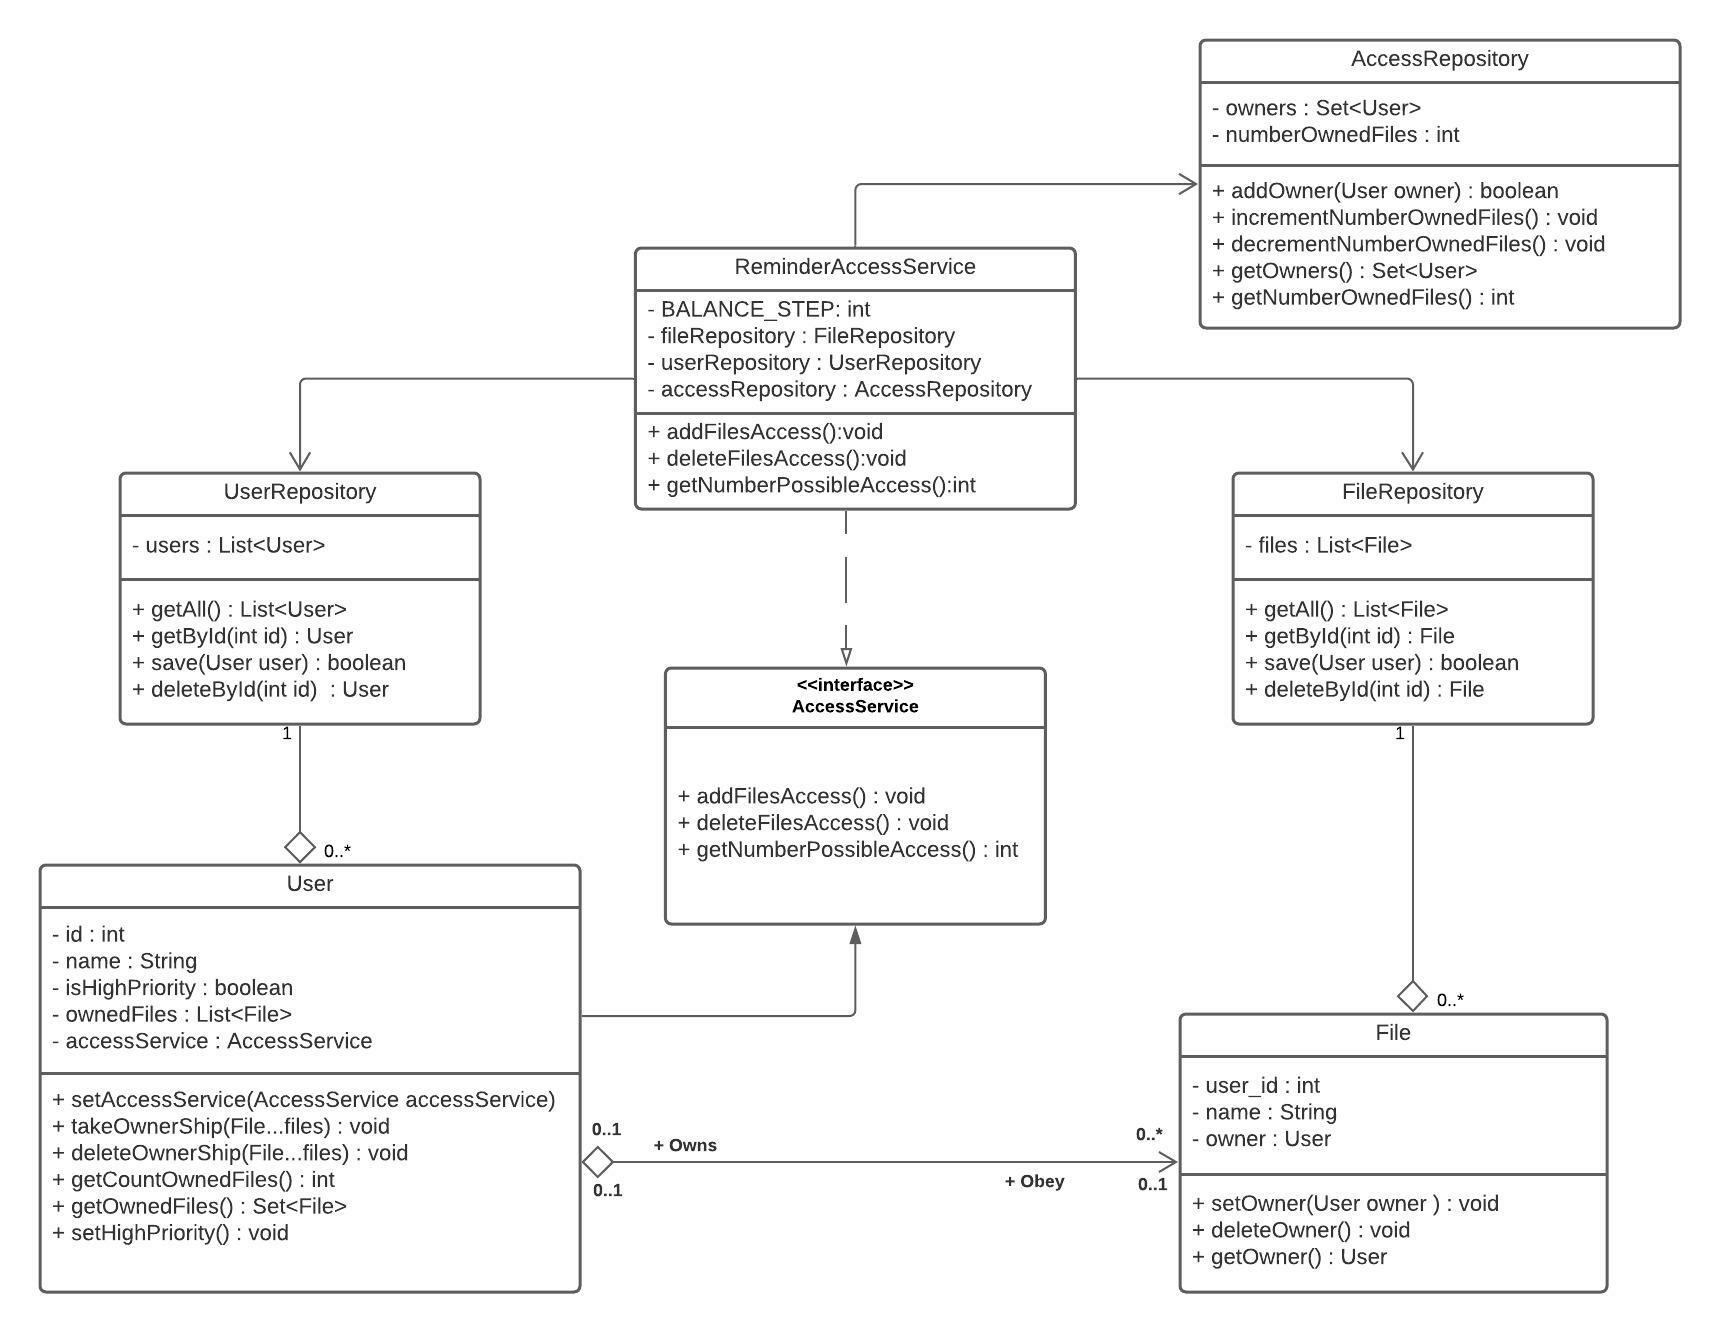 AccessRepository
- owners : Set<User>
- numberOwnedFiles : int
+ addOwner(User owner) : boolean
+ incrementNumberOwnedFiles() : void
+ decrementNumberOwnedFiles() : void
+ getOwners() : Set<User>
+ getNumberOwnedFiles() : int
ReminderAccessService
- BALANCE_STEP: int
- fileRepository : FileRepository
- userRepository : UserRepository
- accessRepository : AccessRepository
+ addFilesAccess():void
+ deleteFilesAccess():void
+ getNumberPossibleAccess():int
UserRepository
- users : List<User>
+ getAll() : List<User>
+ getById(int id) : User
+ save(User user) : boolean
+ deleteById(int id)  : User
1
0..*
FileRepository
- files : List<File>
+ getAll() : List<File>
+ getById(int id) : File
+ save(User user) : boolean
+ deleteById(int id) : File
1
0..*
<<interface>>
AccessService
+ addFilesAccess() : void
+ deleteFilesAccess() : void
+ getNumberPossibleAccess() : int
User
- id : int
- name : String
- isHighPriority : boolean
- ownedFiles : List<File>
- accessService : AccessService
+ setAccessService(AccessService accessService)
+ takeOwnerShip(File...files) : void
+ deleteOwnerShip(File...files) : void
+ getCountOwnedFiles() : int
+ getOwnedFiles() : Set<File>
+ setHighPriority() : void
0..1
+ Owns
0..*
0..1
+ Obey
0..1
File
- user_id : int
- name : String
- owner : User
+ setOwner(User owner ) : void
+ deleteOwner() : void
+ getOwner() : User